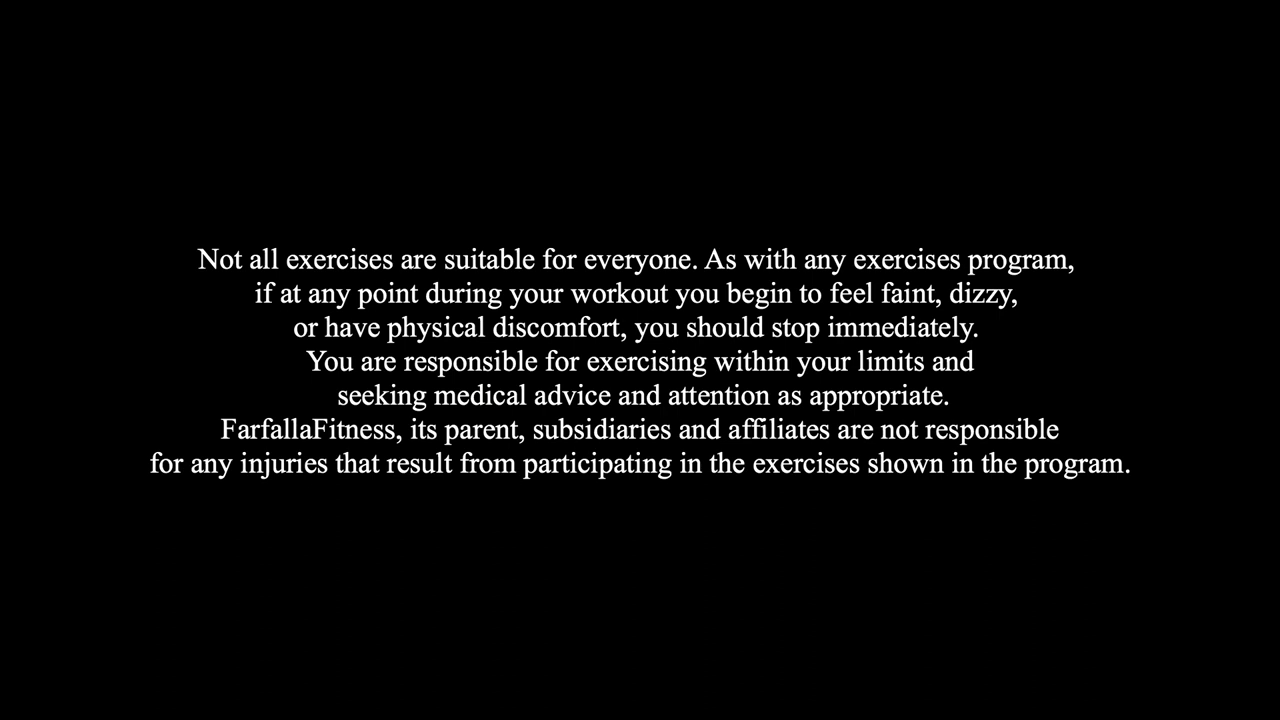 Not all exercises are suitable for everyone. As with any exercises program,
if at any point during your workout you begin to feel faint, dizzy,
or have physical discomfort, you should stop immediately.
You are responsible for exercising within your limits and
seeking medical advice and attention as appropriate.
FarfallaFitness, its parent, subsidiaries and affiliates are not responsible
for any injuries that result from participating in the exercises shown in the program.